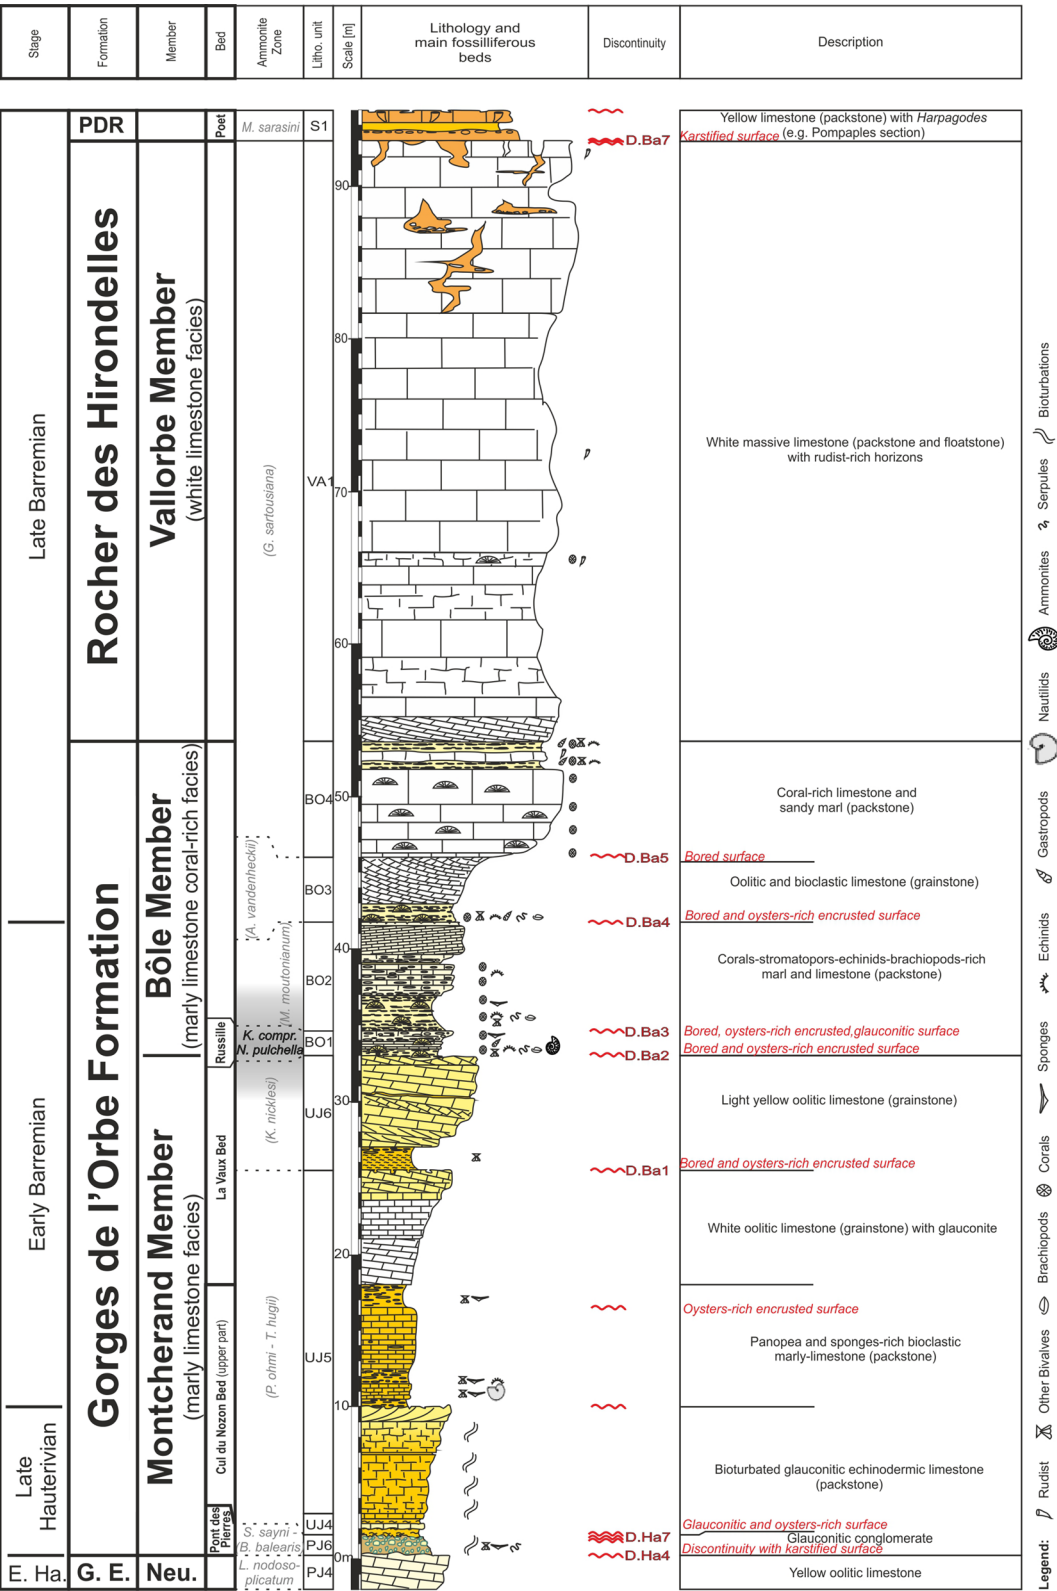 Stage
Formation
Member
Bed
Ammonite
Zone
Litho. unit
Scale [m]
Lithology and
main fossilliferous
beds
Discontinuity
Description
PDR
Poet
M. sarasini
S1
Yellow limestone (packstone) with Harpagodes
Karstified surface (e.g. Pompaples section)
D.Ba7
90
80
70
60
50
40
30
20
10
0m
Late Barremian
Early Barremian
Late
Hauterivian
E. Ha.
Rocher des Hirondelles
Gorges de l'Orbe Formation
G. E.
Vallorbe Member
(white limestone facies)
Bôle Member
(marly limestone coral-rich facies)
Montcherand Member
(marly limestone facies)
Neu.
Russille
La Vaux Bed
Cul du Nozon Bed (upper part)
Pont des
Pierres
(G. sartousiana)
(A. vandenheckii)
(M. moutonianum)
K. compr.
N. pulchella
(K. nicklesi)
(P. ohmi - T. hugii)
S. sayni -
(B. balearis)
L. nodoso-
plicatum
VA1
BO4
BO3
BO2
BO1
UJ6
UJ5
UJ4
PJ6
PJ4
White massive limestone (packstone and floatstone)
with rudist-rich horizons
Coral-rich limestone and
sandy marl (packstone)
D.Ba5
Bored surface
Oolitic and bioclastic limestone (grainstone)
D.Ba4
Bored and oysters-rich encrusted surface
Corals-stromatopors-echinids-brachiopods-rich
marl and limestone (packstone)
D.Ba3
Bored, oysters-rich encrusted,glauconitic surface
D.Ba2
Bored and oysters-rich encrusted surface
Light yellow oolitic limestone (grainstone)
D.Ba1
Bored and oysters-rich encrusted surface
White oolitic limestone (grainstone) with glauconite
Oysters-rich encrusted surface
Panopea and sponges-rich bioclastic
marly-limestone (packstone)
Bioturbated glauconitic echinodermic limestone
(packstone)
Glauconitic and oysters-rich surface
D.Ha7
Glauconitic conglomerate
Discontinuity with karstified surface
D.Ha4
Yellow oolitic limestone
Legend:
Rudist
Other Bivalves
Brachiopods
Corals
Sponges
Echinids
Gastropods
Nautilids
Ammonites
Serpules
Bioturbations